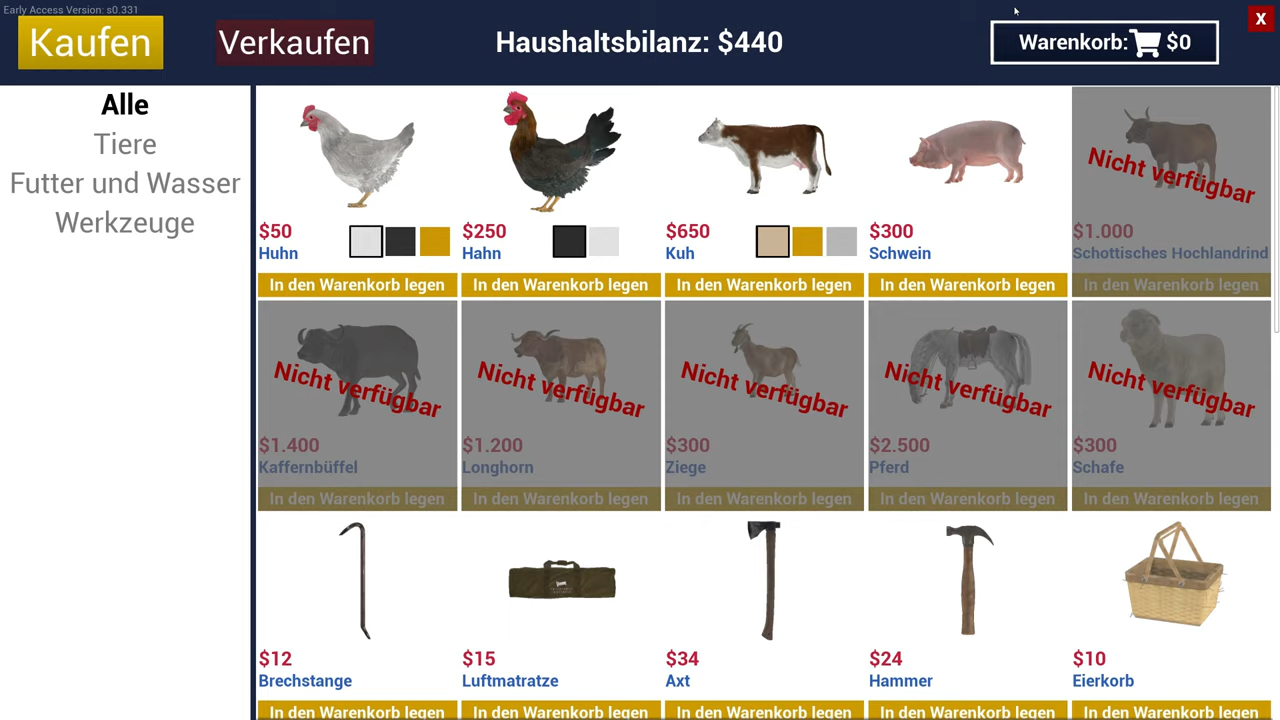 Early Access Version: s0.331
Kaufen
Verkaufen
Haushaltsbilanz: $440
Warenkorb: $0
X
Alle
Tiere
Futter und Wasser
Werkzeuge
$50
Huhn
In den Warenkorb legen
$250
Hahn
In den Warenkorb legen
$650
Kuh
In den Warenkorb legen
$300
Schwein
In den Warenkorb legen
Nicht verfügbar
$1.000
Schottisches Hochlandrind
In den Warenkorb legen
Nicht verfügbar
$1.400
Kaffernbüffel
In den Warenkorb legen
Nicht verfügbar
$1.200
Longhorn
In den Warenkorb legen
Nicht verfügbar
$300
Ziege
In den Warenkorb legen
Nicht verfügbar
$2.500
Pferd
In den Warenkorb legen
Nicht verfügbar
$300
Schafe
In den Warenkorb legen
$12
Brechstange
In den Warenkorb legen
$15
Luftmatratze
In den Warenkorb legen
$34
Axt
In den Warenkorb legen
$24
Hammer
In den Warenkorb legen
$10
Eierkorb
In den Warenkorb legen